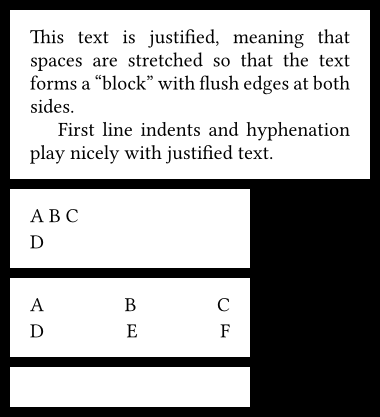 This text is justified, meaning that
spaces are stretched so that the text
forms a “block” with flush edges at both
sides.
First line indents and hyphenation
play nicely with justified text.
A B C
D
A B C
D E F